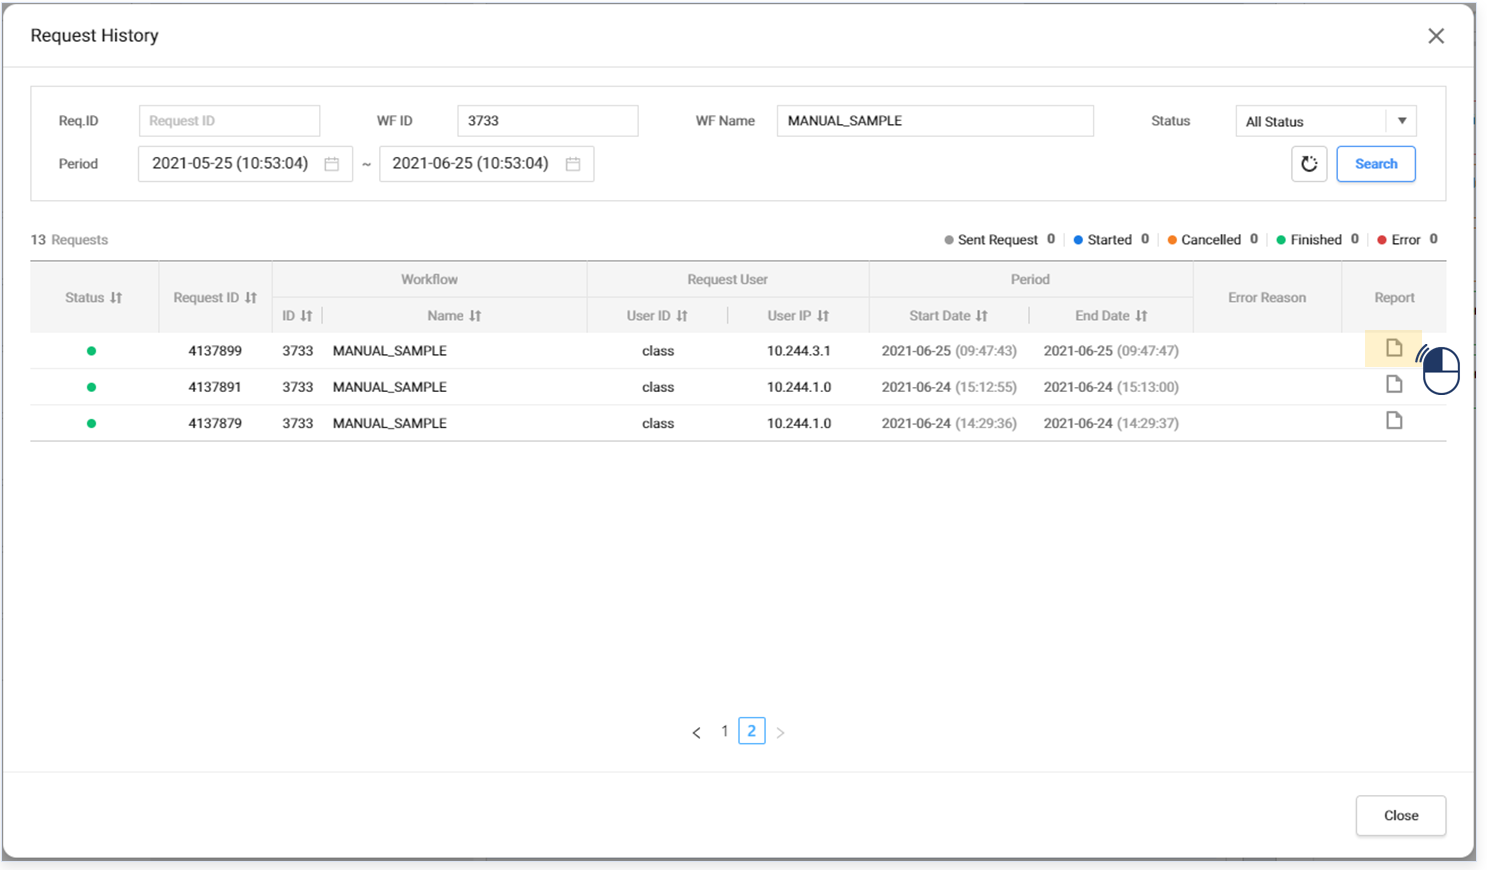 Request History
Req.ID Request ID WF ID 3733 WF Name MANUAL_SAMPLE Status All Status
Period 2021-05-25 (10:53:04) ~ 2021-06-25 (10:53:04) Search
13 Requests Sent Request 0 Started 0 Cancelled 0 Finished 0 Error 0
Workflow Request User Period
Status Request ID Error Reason Report
ID Name User ID User IP Start Date End Date
4137899 3733 MANUAL_SAMPLE class 10.244.3.1 2021-06-25 (09:47:43) 2021-06-25 (09:47:47)
4137891 3733 MANUAL_SAMPLE class 10.244.1.0 2021-06-24 (15:12:55) 2021-06-24 (15:13:00)
4137879 3733 MANUAL_SAMPLE class 10.244.1.0 2021-06-24 (14:29:36) 2021-06-24 (14:29:37)
< 1 2 >
Close